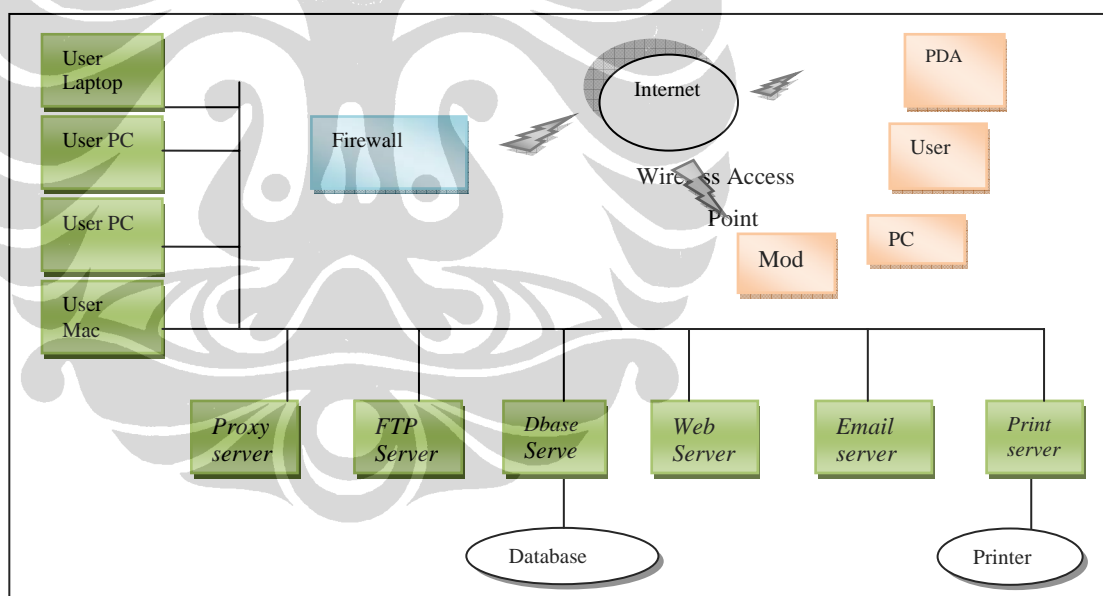 User
Laptop
User PC
User PC
User
Mac
Firewall
Internet
Wireless Access
Point
PDA
User
PC
Mod
Proxy
server
FTP
Server
Dbase
Serve
Web
Server
Email
server
Print
server
Database
Printer